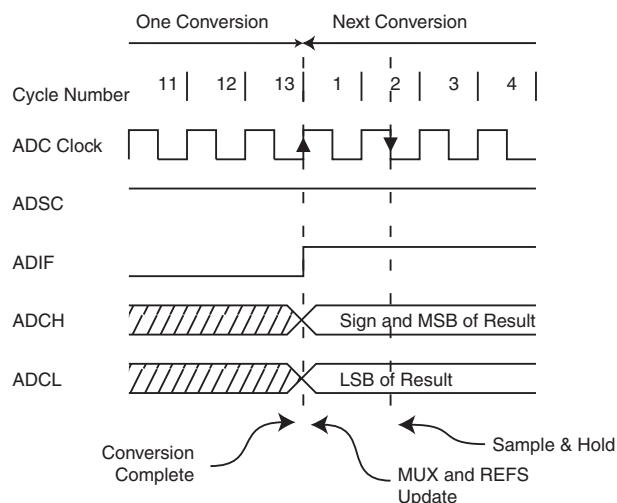 One Conversion Next Conversion
Cycle Number 11 12 13 1 2 3 4
ADC Clock
ADSC
ADIF
ADCH Sign and MSB of Result
ADCL LSB of Result
Conversion
Complete
MUX and REFS
Update
Sample & Hold